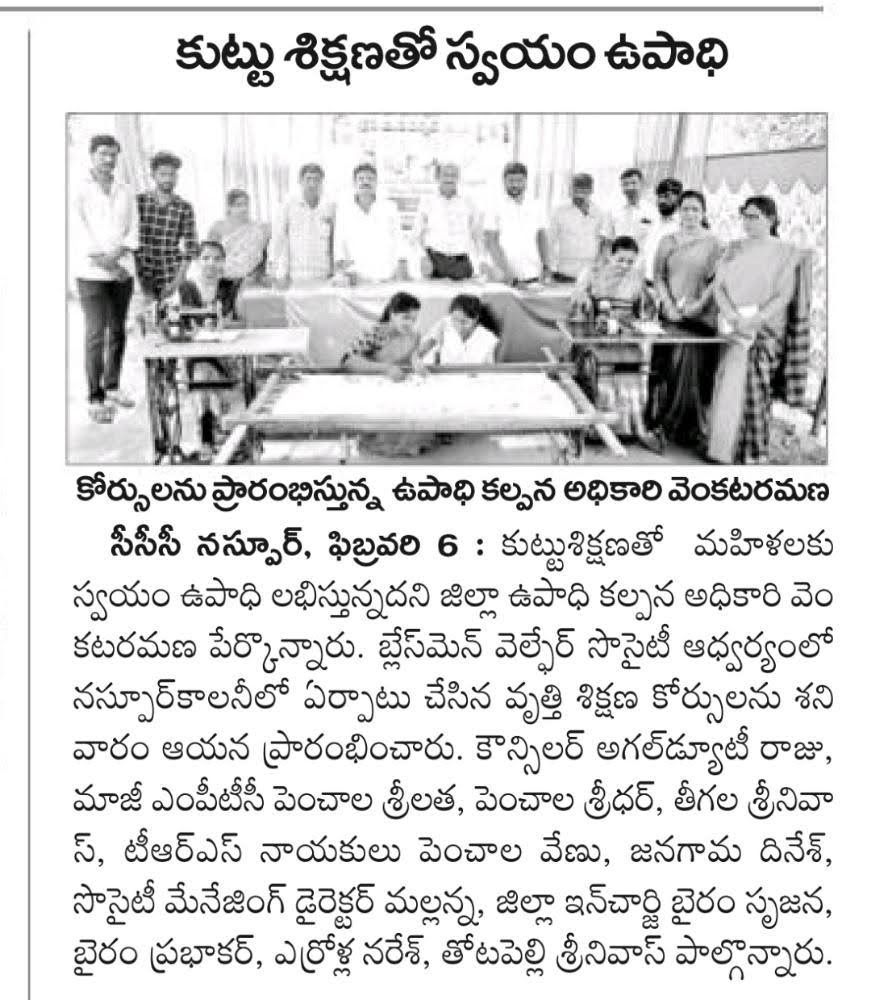 కుట్టు శిక్షణతో స్వయం ఉపాధి
కోర్సులను ప్రారంభిస్తున్న ఉపాధి కల్పన అధికారి వెంకటరమణ
సీసీసీ నస్పూర్, ఫిబ్రవరి 6 : కుట్టుశిక్షణతో మహిళలకు
స్వయం ఉపాధి లభిస్తున్నదని జిల్లా ఉపాధి కల్పన అధికారి వెం
కటరమణ పేర్కొన్నారు. బ్లేస్‌మెన్ వెల్ఫేర్ సొసైటీ ఆధ్వర్యంలో
నస్పూర్‌కాలనీలో ఏర్పాటు చేసిన వృత్తి శిక్షణ కోర్సులను శని
వారం ఆయన ప్రారంభించారు. కౌన్సిలర్ అగల్‌డ్యూటీ రాజు,
మాజీ ఎంపీటీసీ పెంచాల శ్రీలత, పెంచాల శ్రీధర్, తీగల శ్రీనివా
స్, టీఆర్ఎస్ నాయకులు పెంచాల వేణు, జనగామ దినేశ్,
సొసైటీ మేనేజింగ్ డైరెక్టర్ మల్లన్న, జిల్లా ఇన్‌చార్జి బైరం సృజన,
బైరం ప్రభాకర్, ఎర్రోళ్ల నరేశ్, తోటపెల్లి శ్రీనివాస్ పాల్గొన్నారు.